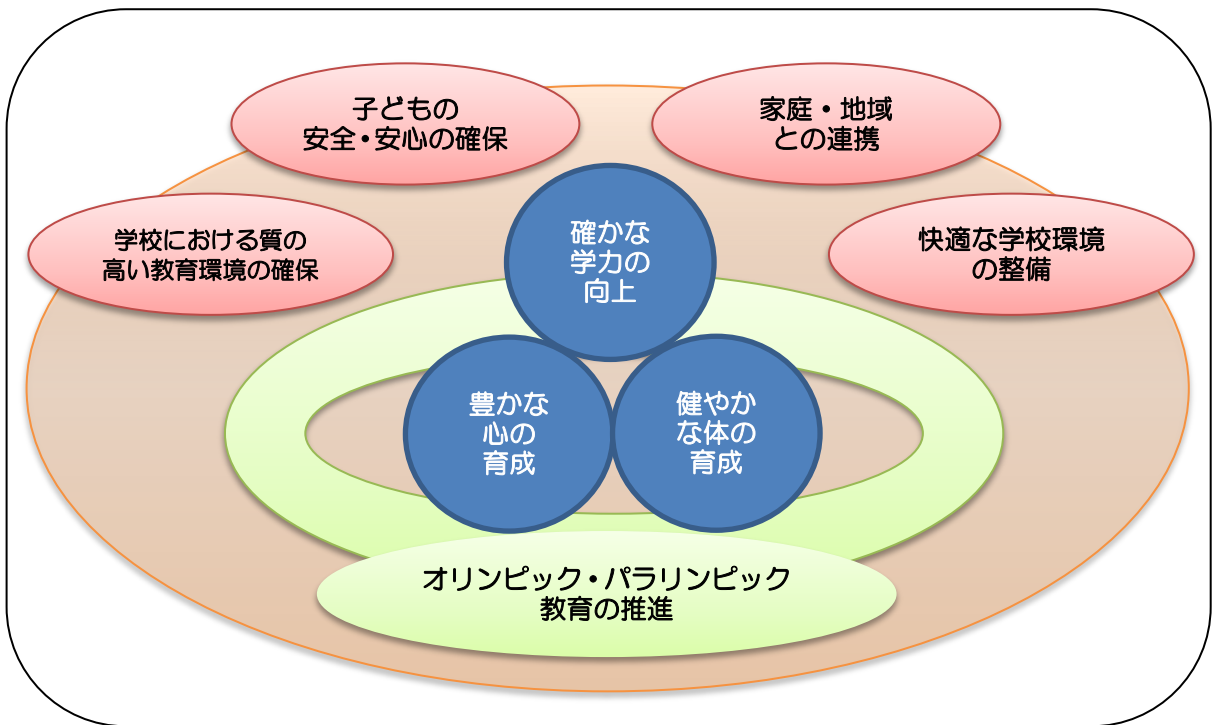 子どもの
安全・安心の確保
家庭・地域
との連携
学校における質の
高い教育環境の確保
快適な学校環境
の整備
確かな
学力の
向上
豊かな
心の
育成
健やか
な体の
育成
オリンピック・パラリンピック
教育の推進